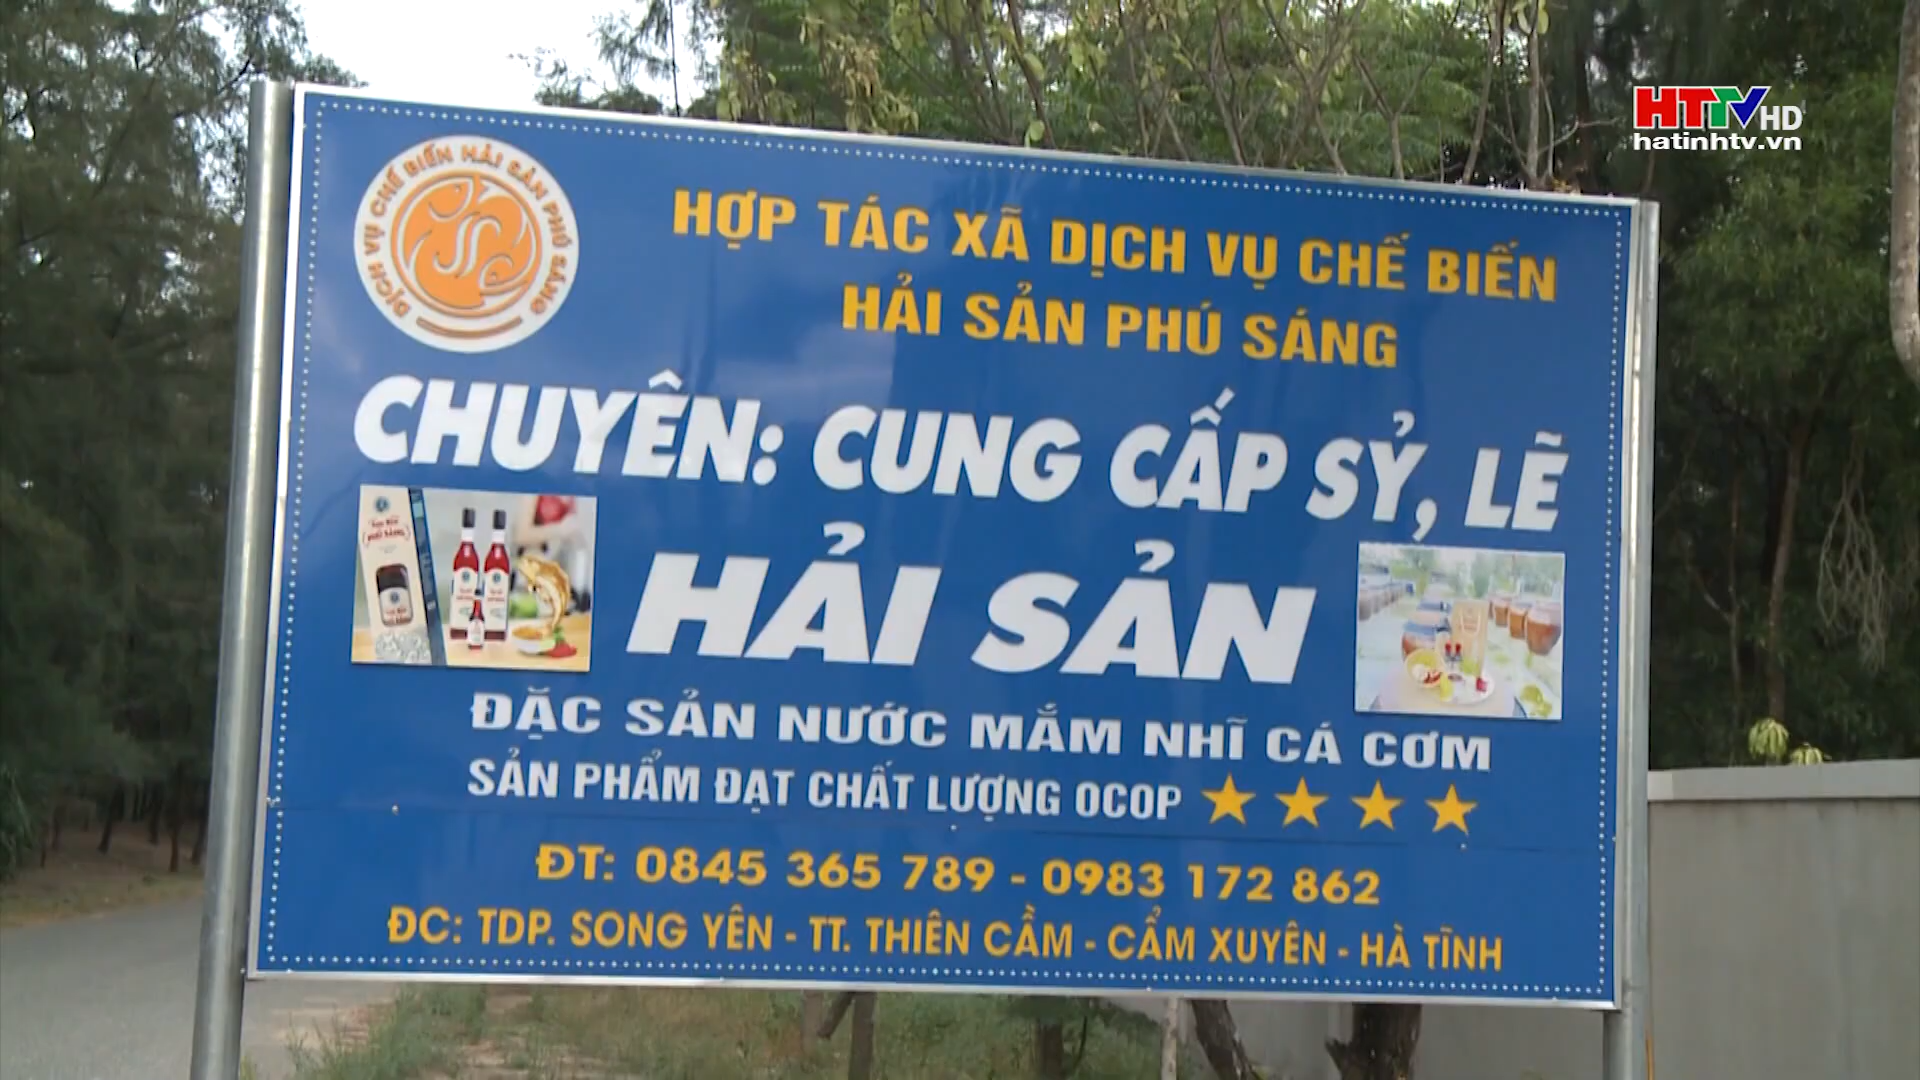 HTTV HD
hatinhtv.vn
DỊCH VỤ CHẾ BIẾN HẢI SẢN PHÚ SÁNG
HỢP TÁC XÃ DỊCH VỤ CHẾ BIẾN
HẢI SẢN PHÚ SÁNG
CHUYÊN: CUNG CẤP SỶ, LẼ
HẢI SẢN
ĐẶC SẢN NƯỚC MẮM NHĨ CÁ CƠM
SẢN PHẨM ĐẠT CHẤT LƯỢNG OCOP ★ ★ ★ ★
ĐT: 0845 365 789 - 0983 172 862
ĐC: TDP. SONG YÊN - TT. THIÊN CẦM - CẨM XUYÊN - HÀ TĨNH